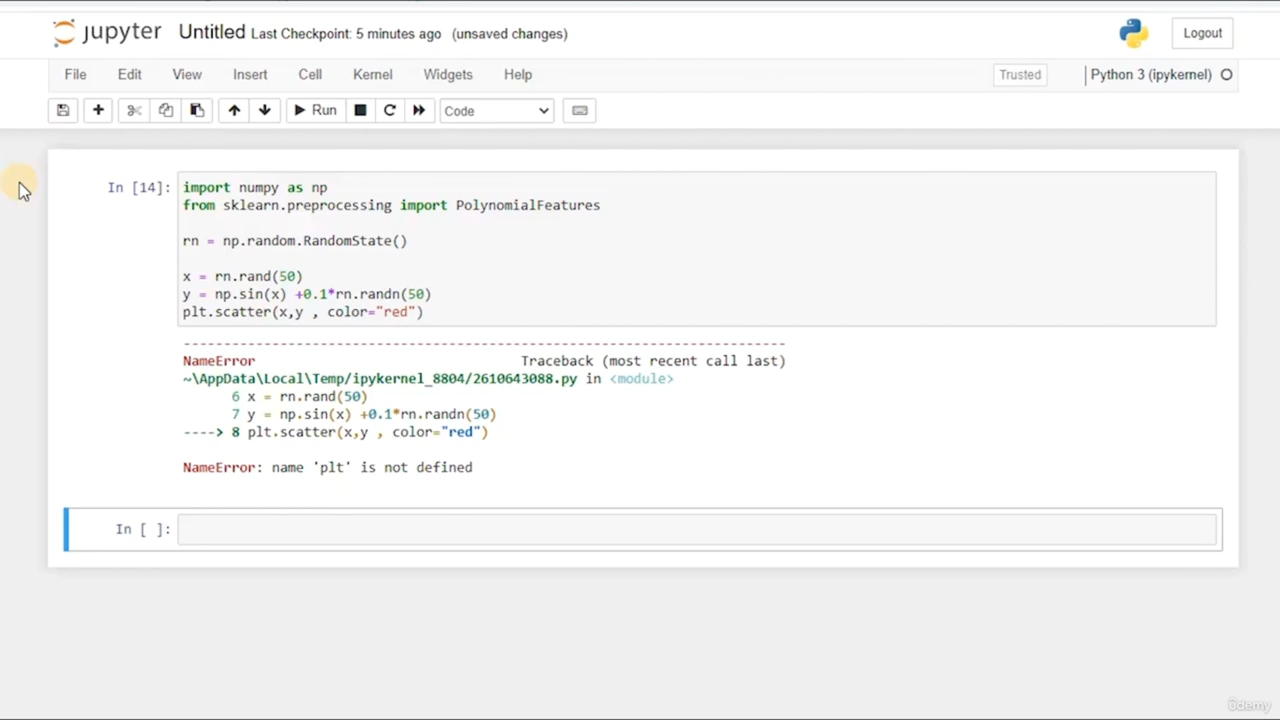 jupyter Untitled Last Checkpoint: 5 minutes ago (unsaved changes) Logout
File Edit View Insert Cell Kernel Widgets Help Trusted Python 3 (ipykernel)
Run Code
In [14]: import numpy as np
from sklearn.preprocessing import PolynomialFeatures
rn = np.random.RandomState()
x = rn.rand(50)
y = np.sin(x) +0.1*rn.randn(50)
plt.scatter(x,y , color="red")
---------------------------------------------------------------------------
NameError Traceback (most recent call last)
~\AppData\Local\Temp/ipykernel_8804/2610643088.py in <module>
6 x = rn.rand(50)
7 y = np.sin(x) +0.1*rn.randn(50)
----> 8 plt.scatter(x,y , color="red")
NameError: name 'plt' is not defined
In [ ]:
ûdemy